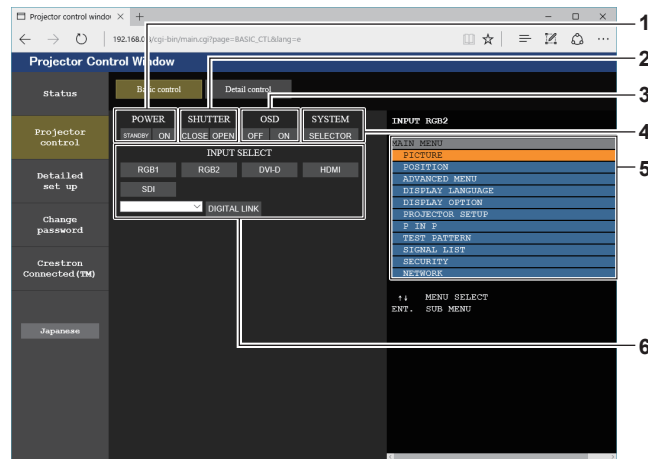 Projector control windo
192.168.0.8/cgi-bin/main.cgi?page=BASIC_CTL&lang=e
Projector Control Window
Status
Projector
control
Detailed
set up
Change
password
Crestron
Connected(TM)
Japanese
Basic control
Detail control
POWER
STANDBY ON
SHUTTER
CLOSE OPEN
OSD
OFF ON
SYSTEM
SELECTOR
INPUT SELECT
RGB1 RGB2 DVI-D HDMI
SDI
DIGITAL LINK
INPUT RGB2
MAIN MENU
PICTURE
POSITION
ADVANCED MENU
DISPLAY LANGUAGE
DISPLAY OPTION
PROJECTOR SETUP
P IN P
TEST PATTERN
SIGNAL LIST
SECURITY
NETWORK
↑↓ MENU SELECT
ENT. SUB MENU
1
2
3
4
5
6